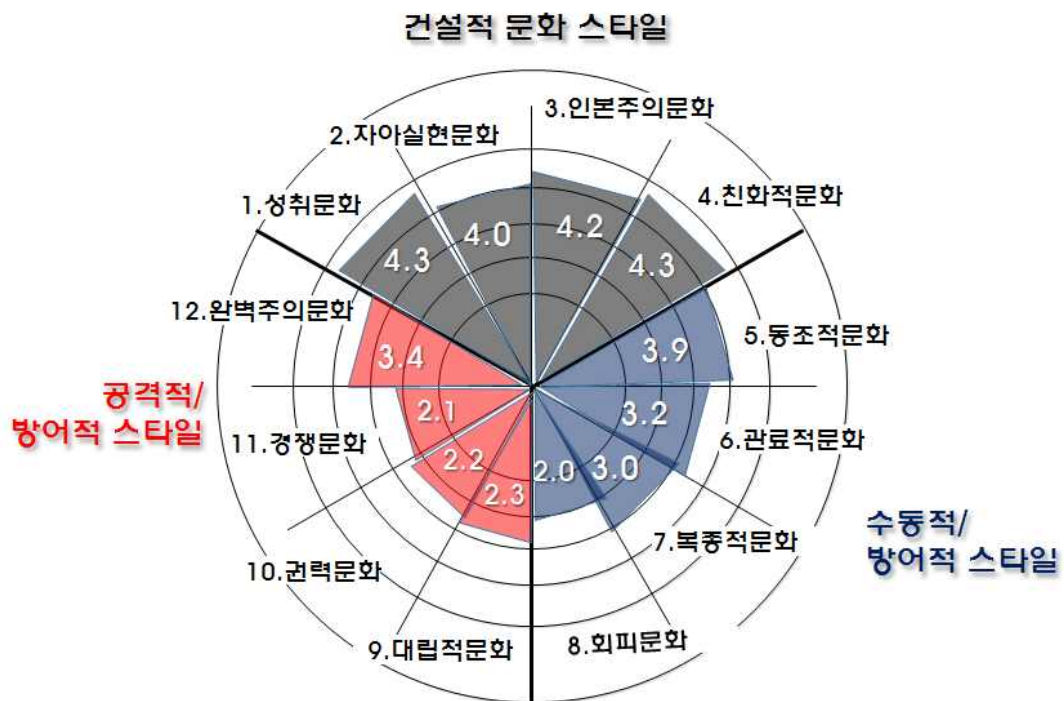 건설적 문화 스타일
3.인본주의문화
2.자아실현문화
4.친화적문화
1.성취문화
4.2
4.0
4.3
4.3
12.완벽주의문화
5.동조적문화
3.9
3.4
공격적/
방어적 스타일
2.1
3.2
11.경쟁문화
6.관료적문화
2.2
2.3
2.0
3.0
수동적/
방어적 스타일
7.복종적문화
10.권력문화
9.대립적문화
8.회피문화